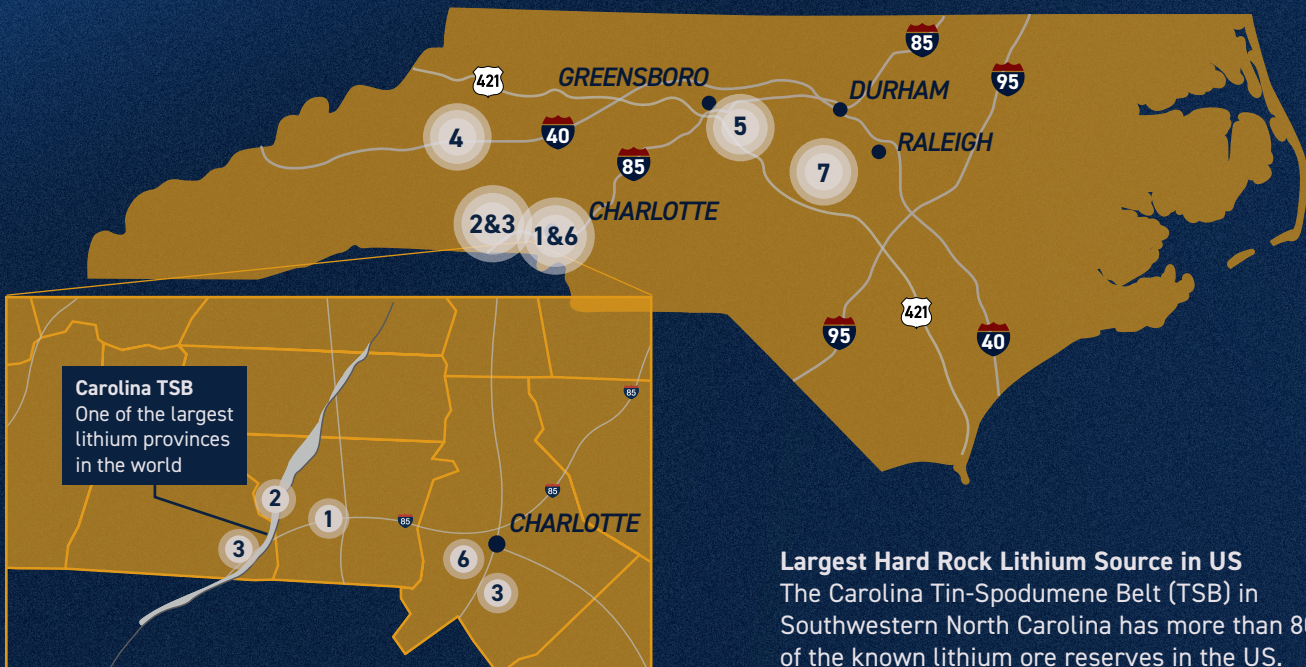 421
85
95
GREENSBORO
DURHAM
4
40
5
RALEIGH
85
7
2&3
1&6
CHARLOTTE
421
95
40
Carolina TSB
One of the largest
lithium provinces
in the world
85
2
85
1
85
CHARLOTTE
3
6
3
Largest Hard Rock Lithium Source in US
The Carolina Tin-Spodumene Belt (TSB) in
Southwestern North Carolina has more than
of the known lithium ore reserves in the US.